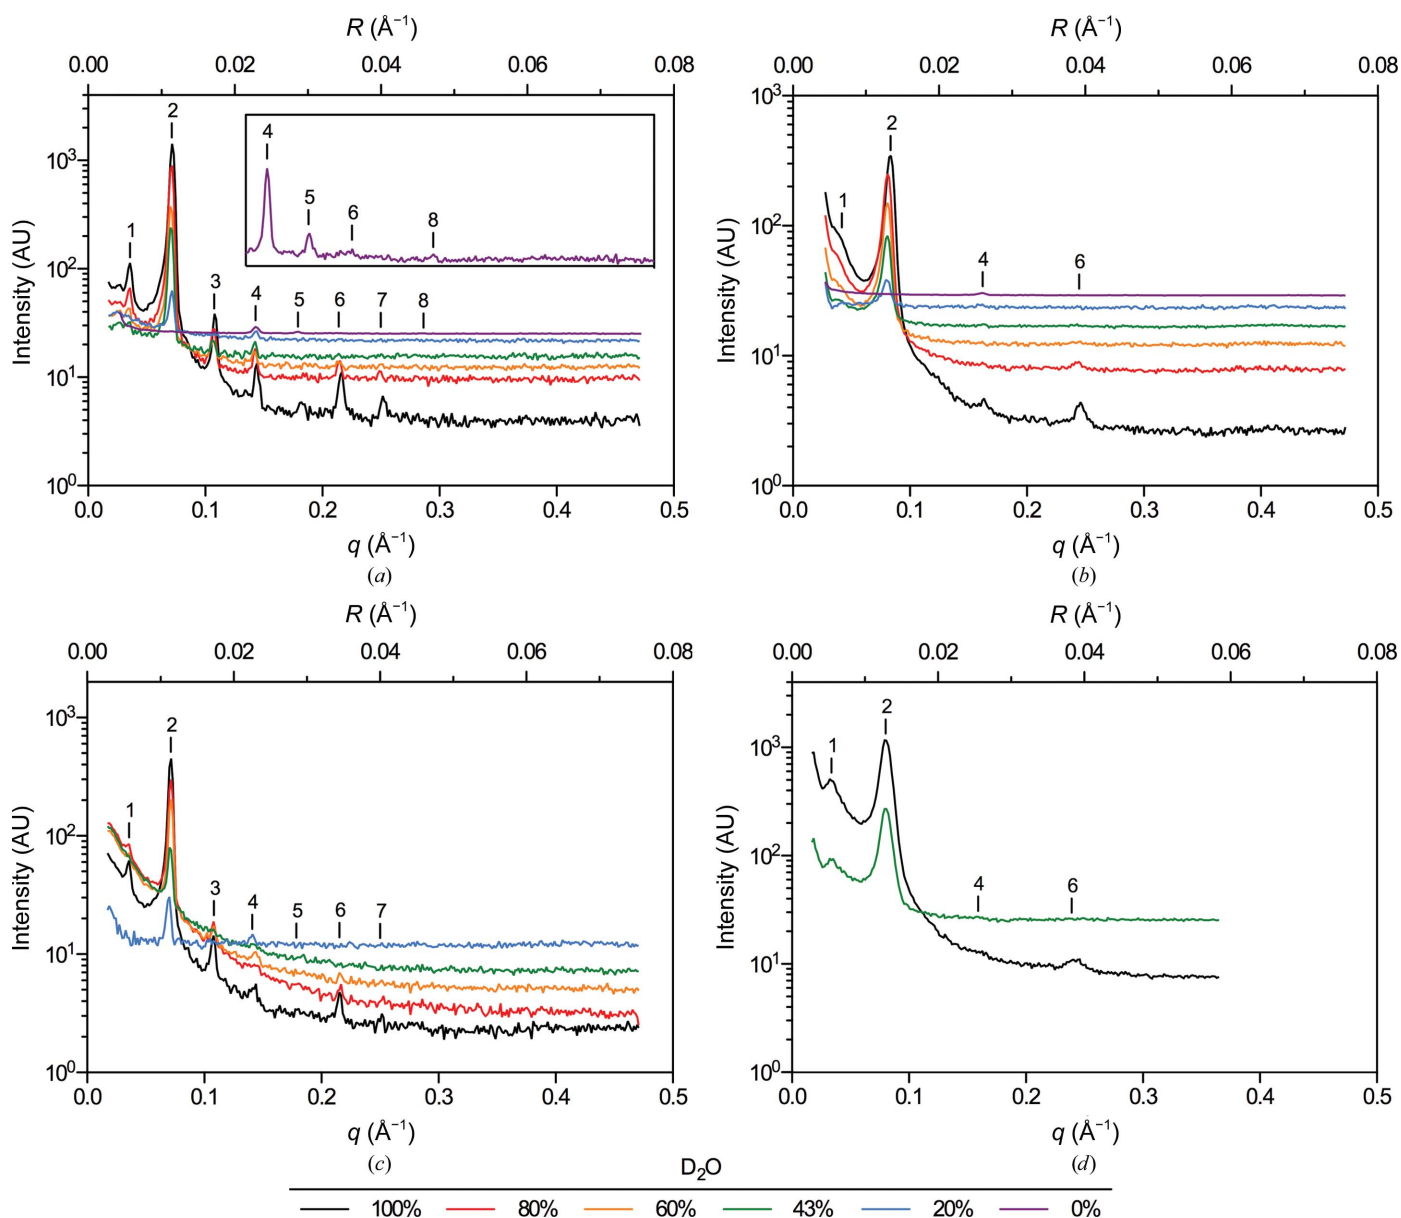 R (Å⁻¹)
0.00 0.02 0.04 0.06 0.08
10³
10²
10¹
10⁰
Intensity (AU)
1 2 3 4 5 6 7 8
4 5 6 8
0.0 0.1 0.2 0.3 0.4 0.5
q (Å⁻¹)
(a)
R (Å⁻¹)
0.00 0.02 0.04 0.06 0.08
10³
10²
10¹
10⁰
Intensity (AU)
1 2 4 6
0.0 0.1 0.2 0.3 0.4 0.5
q (Å⁻¹)
(b)
R (Å⁻¹)
0.00 0.02 0.04 0.06 0.08
10³
10²
10¹
10⁰
Intensity (AU)
1 2 3 4 5 6 7
0.0 0.1 0.2 0.3 0.4 0.5
q (Å⁻¹)
(c)
R (Å⁻¹)
0.00 0.02 0.04 0.06 0.08
10³
10²
10¹
10⁰
Intensity (AU)
1 2 4 6
0.0 0.1 0.2 0.3 0.4 0.5
q (Å⁻¹)
(d)
D₂O
100% 80% 60% 43% 20% 0%